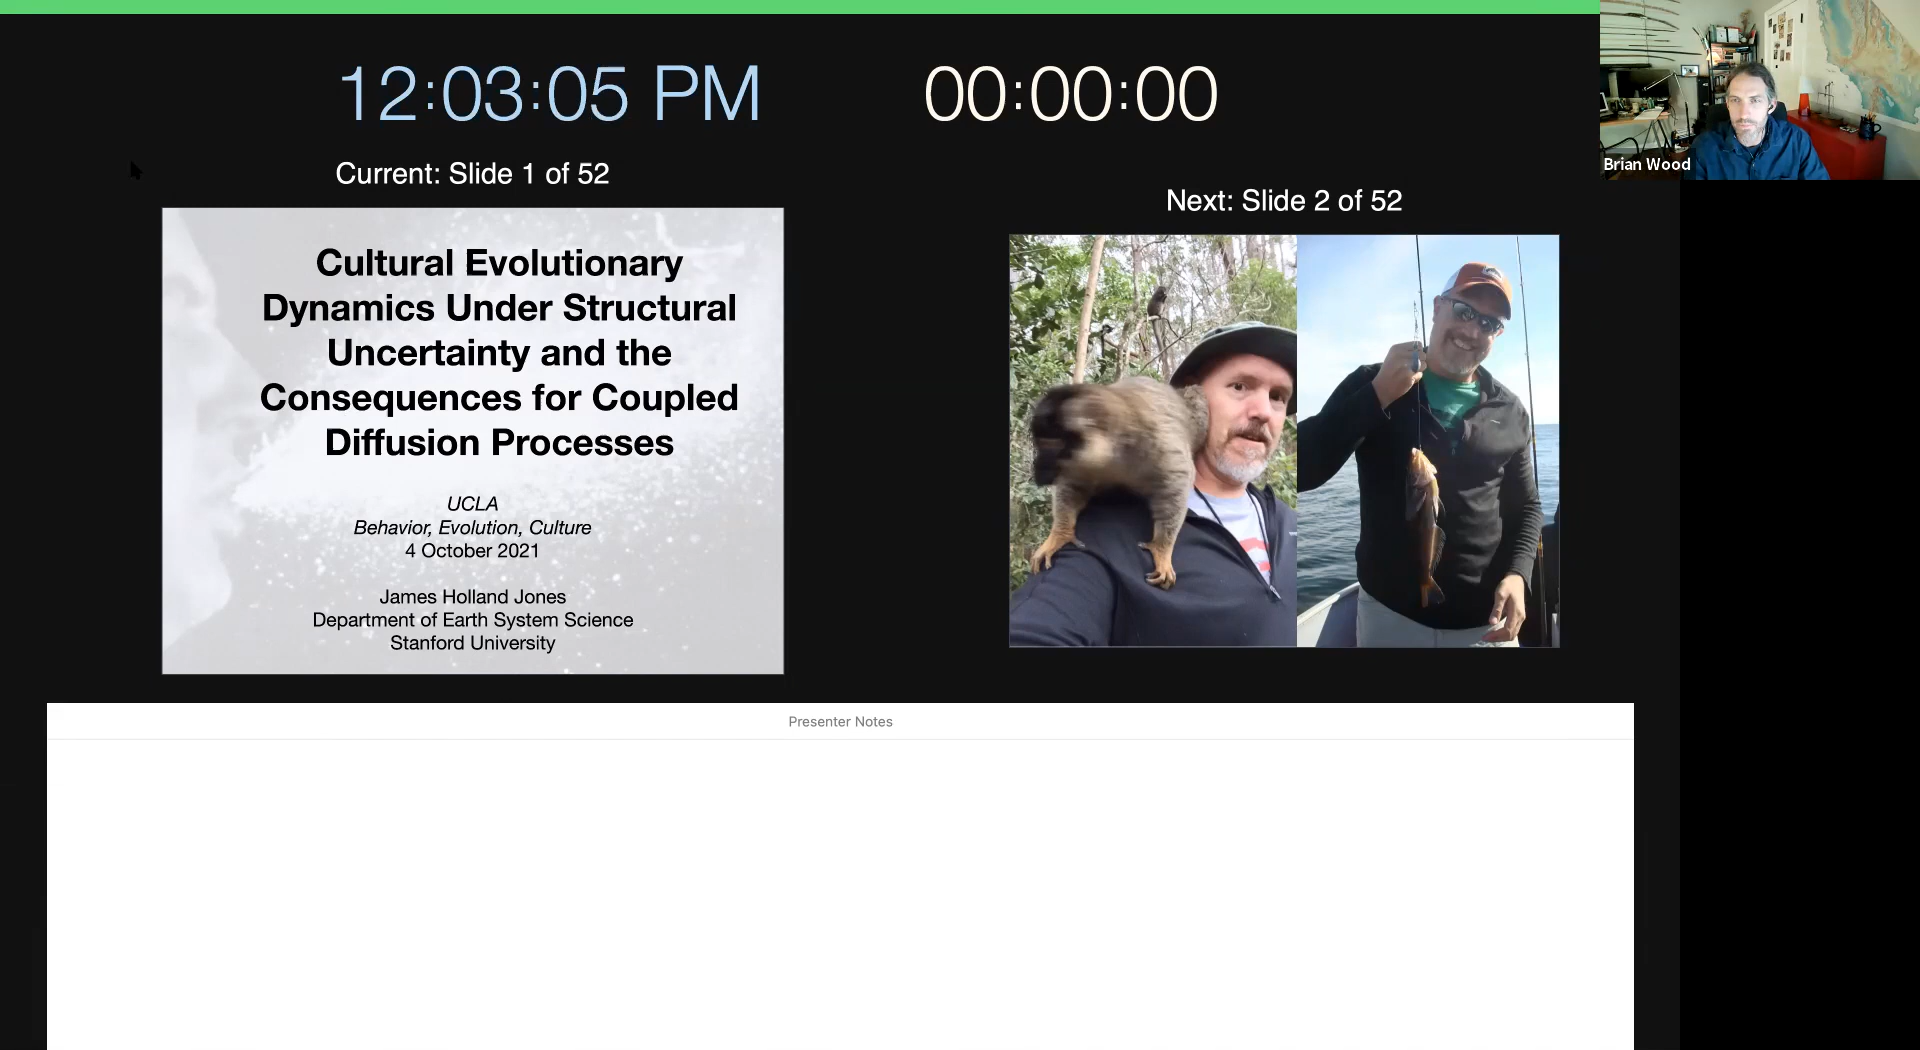 12:03:05 PM
00:00:00
Current: Slide 1 of 52
Next: Slide 2 of 52
Cultural Evolutionary
Dynamics Under Structural
Uncertainty and the
Consequences for Coupled
Diffusion Processes
UCLA
Behavior, Evolution, Culture
4 October 2021
James Holland Jones
Department of Earth System Science
Stanford University
Brian Wood
Presenter Notes